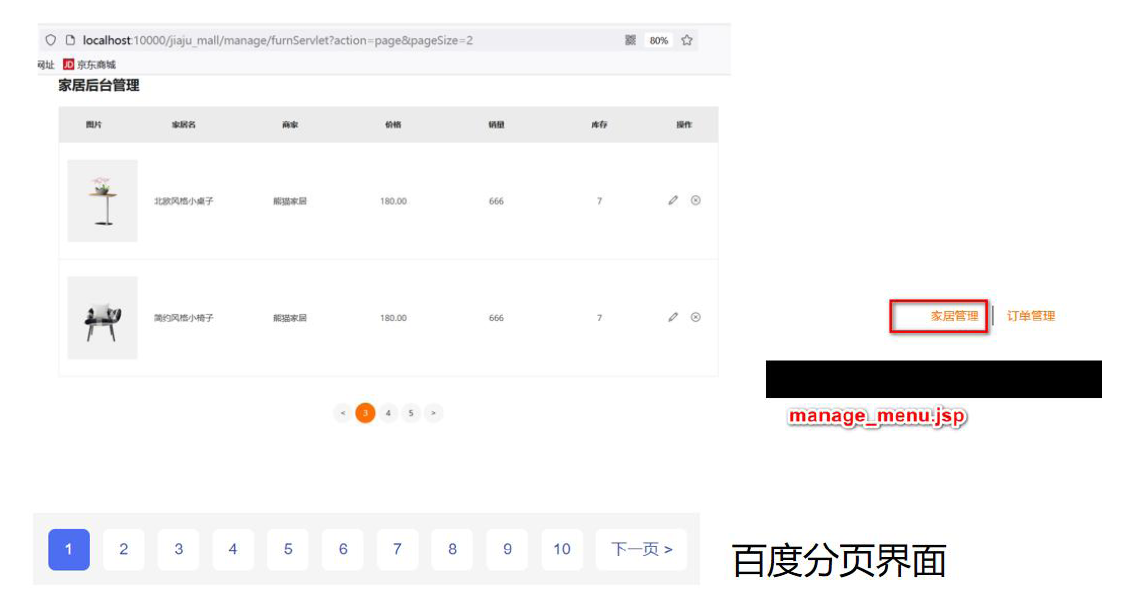 localhost:10000/jiaju_mall/manage/furnServlet?action=page&pageSize=2 80%
网址 JD 京东商城
家居后台管理
图片 家居名 商家 价格 销量 库存 操作
北欧风格小桌子 熊猫家居 180.00 666 7
简约风格小椅子 熊猫家居 180.00 666 7
< 3 4 5 >
家居管理 | 订单管理
manage_menu.jsp
1 2 3 4 5 6 7 8 9 10 下一页 >
百度分页界面